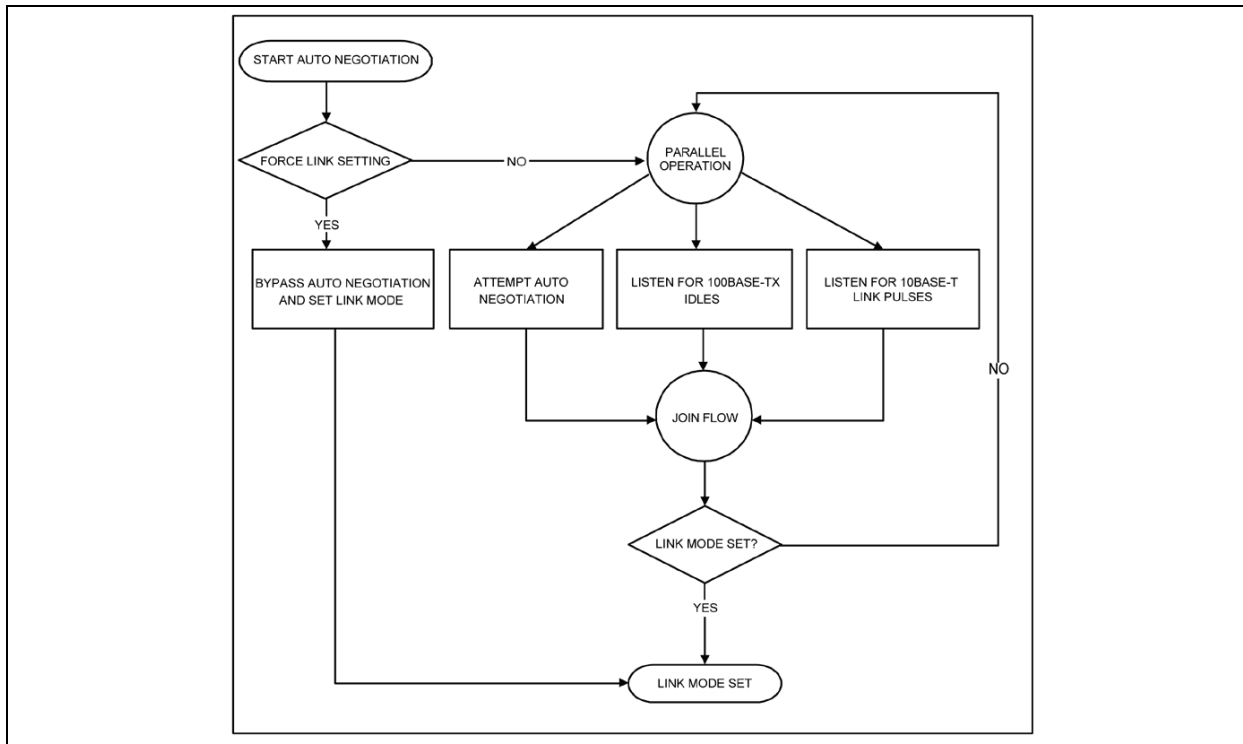 START AUTO NEGOTIATION
FORCE LINK SETTING
NO
PARALLEL
OPERATION
YES
BYPASS AUTO NEGOTIATION
AND SET LINK MODE
ATTEMPT AUTO
NEGOTIATION
LISTEN FOR 100BASE-TX
IDLES
LISTEN FOR 10BASE-T
LINK PULSES
NO
JOIN FLOW
LINK MODE SET?
YES
LINK MODE SET